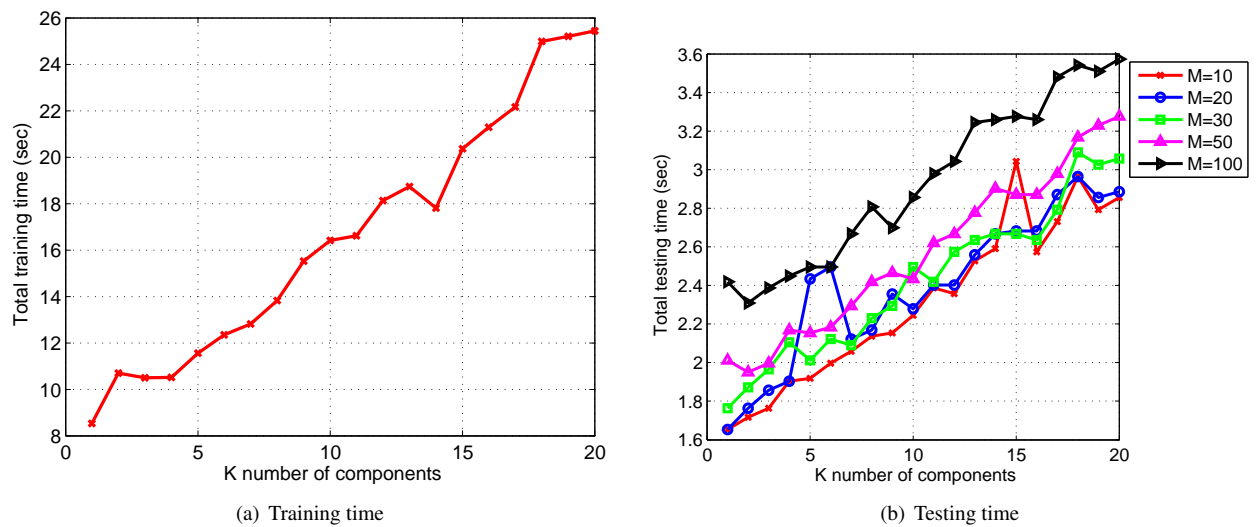 26
24
22
20
18
16
14
12
10
8
Total training time (sec)
0 5 10 15 20
K number of components
(a) Training time
3.6
3.4
3.2
3
2.8
2.6
2.4
2.2
2
1.8
1.6
Total testing time (sec)
0 5 10 15 20
K number of components
M=10
M=20
M=30
M=50
M=100
(b) Testing time